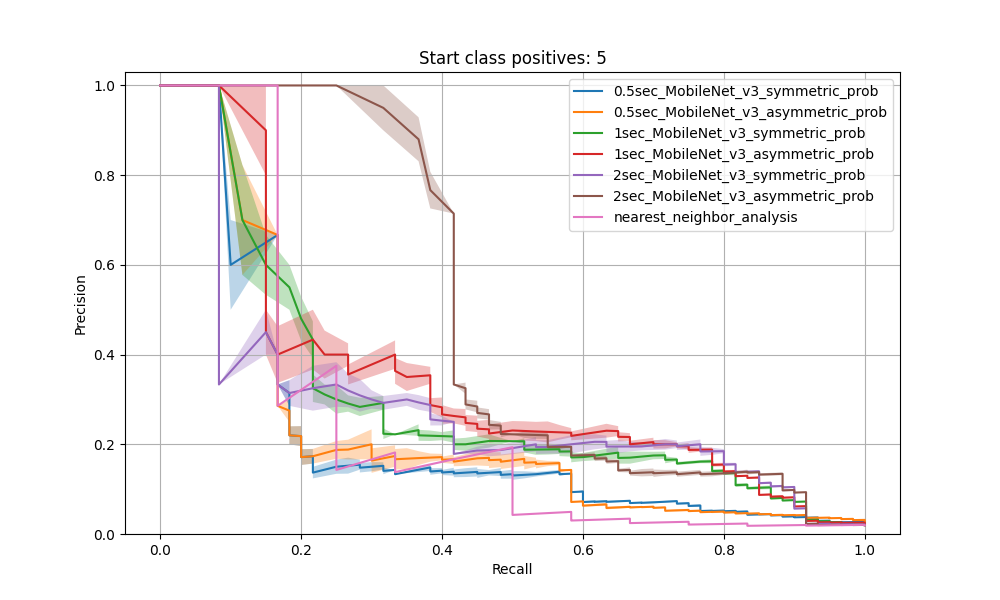 Start class positives: 5
1.0
0.8
0.6
0.4
0.2
0.0
Precision
0.5sec_MobileNet_v3_symmetric_prob
0.5sec_MobileNet_v3_asymmetric_prob
1sec_MobileNet_v3_symmetric_prob
1sec_MobileNet_v3_asymmetric_prob
2sec_MobileNet_v3_symmetric_prob
2sec_MobileNet_v3_asymmetric_prob
nearest_neighbor_analysis
0.0 0.2 0.4 0.6 0.8 1.0
Recall